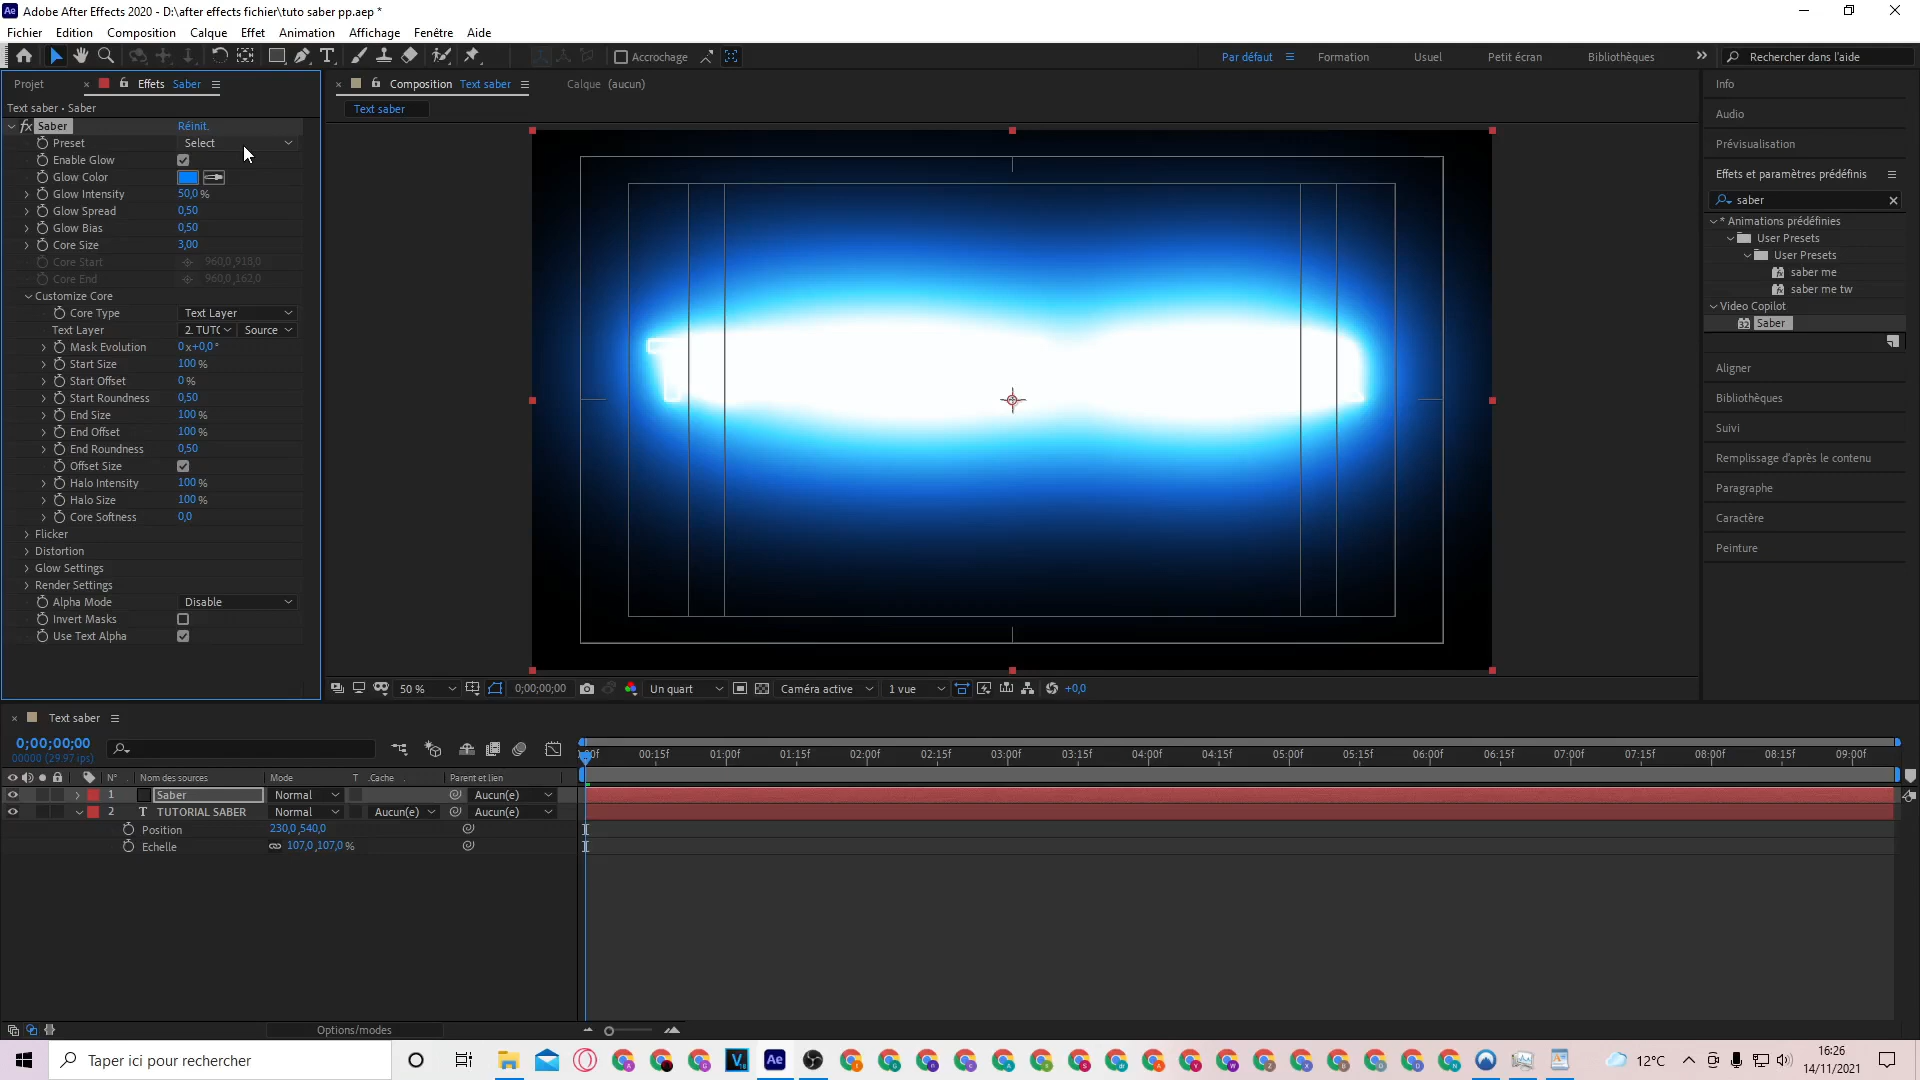 Adobe After Effects 2020 - D:\after effects fichier\tuto saber pp.aep *
Fichier Edition Composition Calque Effet Animation Affichage Fenêtre Aide
Accrochage Par défaut Formation Usuel Petit écran Bibliothèques Rechercher dans l'aide
Projet Effets Saber
Text saber • Saber
fx Saber Réinit.
Preset Select
Enable Glow
Glow Color
Glow Intensity 50,0 %
Glow Spread 0,50
Glow Bias 0,50
Core Size 3,00
Core Start 960,0,918,0
Core End 960,0,162,0
Customize Core
Core Type Text Layer
Text Layer 2. TUTC Source
Mask Evolution 0 x+0,0 °
Start Size 100 %
Start Offset 0 %
Start Roundness 0,50
End Size 100 %
End Offset 100 %
End Roundness 0,50
Offset Size
Halo Intensity 100 %
Halo Size 100 %
Core Softness 0,0
Flicker
Distortion
Glow Settings
Render Settings
Alpha Mode Disable
Invert Masks
Use Text Alpha
Composition Text saber Calque (aucun)
Text saber
50 % 0;00;00;00 Un quart Caméra active 1 vue +0,0
Info
Audio
Prévisualisation
Effets et paramètres prédéfinis
saber
* Animations prédéfinies
User Presets
User Presets
saber me
saber me tw
Video Copilot
Saber
Aligner
Bibliothèques
Suivi
Remplissage d'après le contenu
Paragraphe
Caractère
Peinture
Text saber
0;00;00;00
00000 (29.97 ips)
:00f 00:15f 01:00f 01:15f 02:00f 02:15f 03:00f 03:15f 04:00f 04:15f 05:00f 05:15f 06:00f 06:15f 07:00f 07:15f 08:00f 08:15f 09:00f
N° Nom des sources Mode T .Cache Parent et lien
1 Saber Normal Aucun(e)
2 T TUTORIAL SABER Normal Aucun(e) Aucun(e)
Position 230,0,540,0
Echelle 107,0,107,0 %
Options/modes
Taper ici pour rechercher
12°C
16:26
14/11/2021